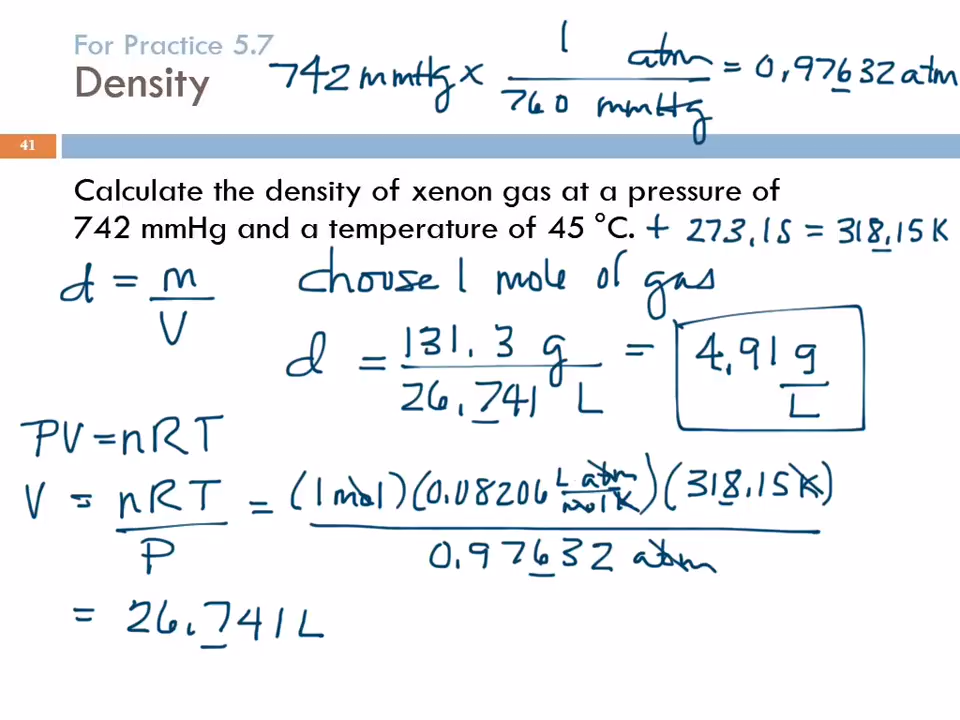 For Practice 5.7
Density
742 mmHg x 1 atm / 760 mmHg = 0.97632 atm
41
Calculate the density of xenon gas at a pressure of
742 mmHg and a temperature of 45 °C. + 273.15 = 318.15 K
d = m / V
choose 1 mole of gas
d = 131.3 g / 26.741 L = 4.91 g / L
PV = nRT
V = nRT / P = (1 mol)(0.08206 L atm / mol K)(318.15 K) / 0.97632 atm
= 26.741 L